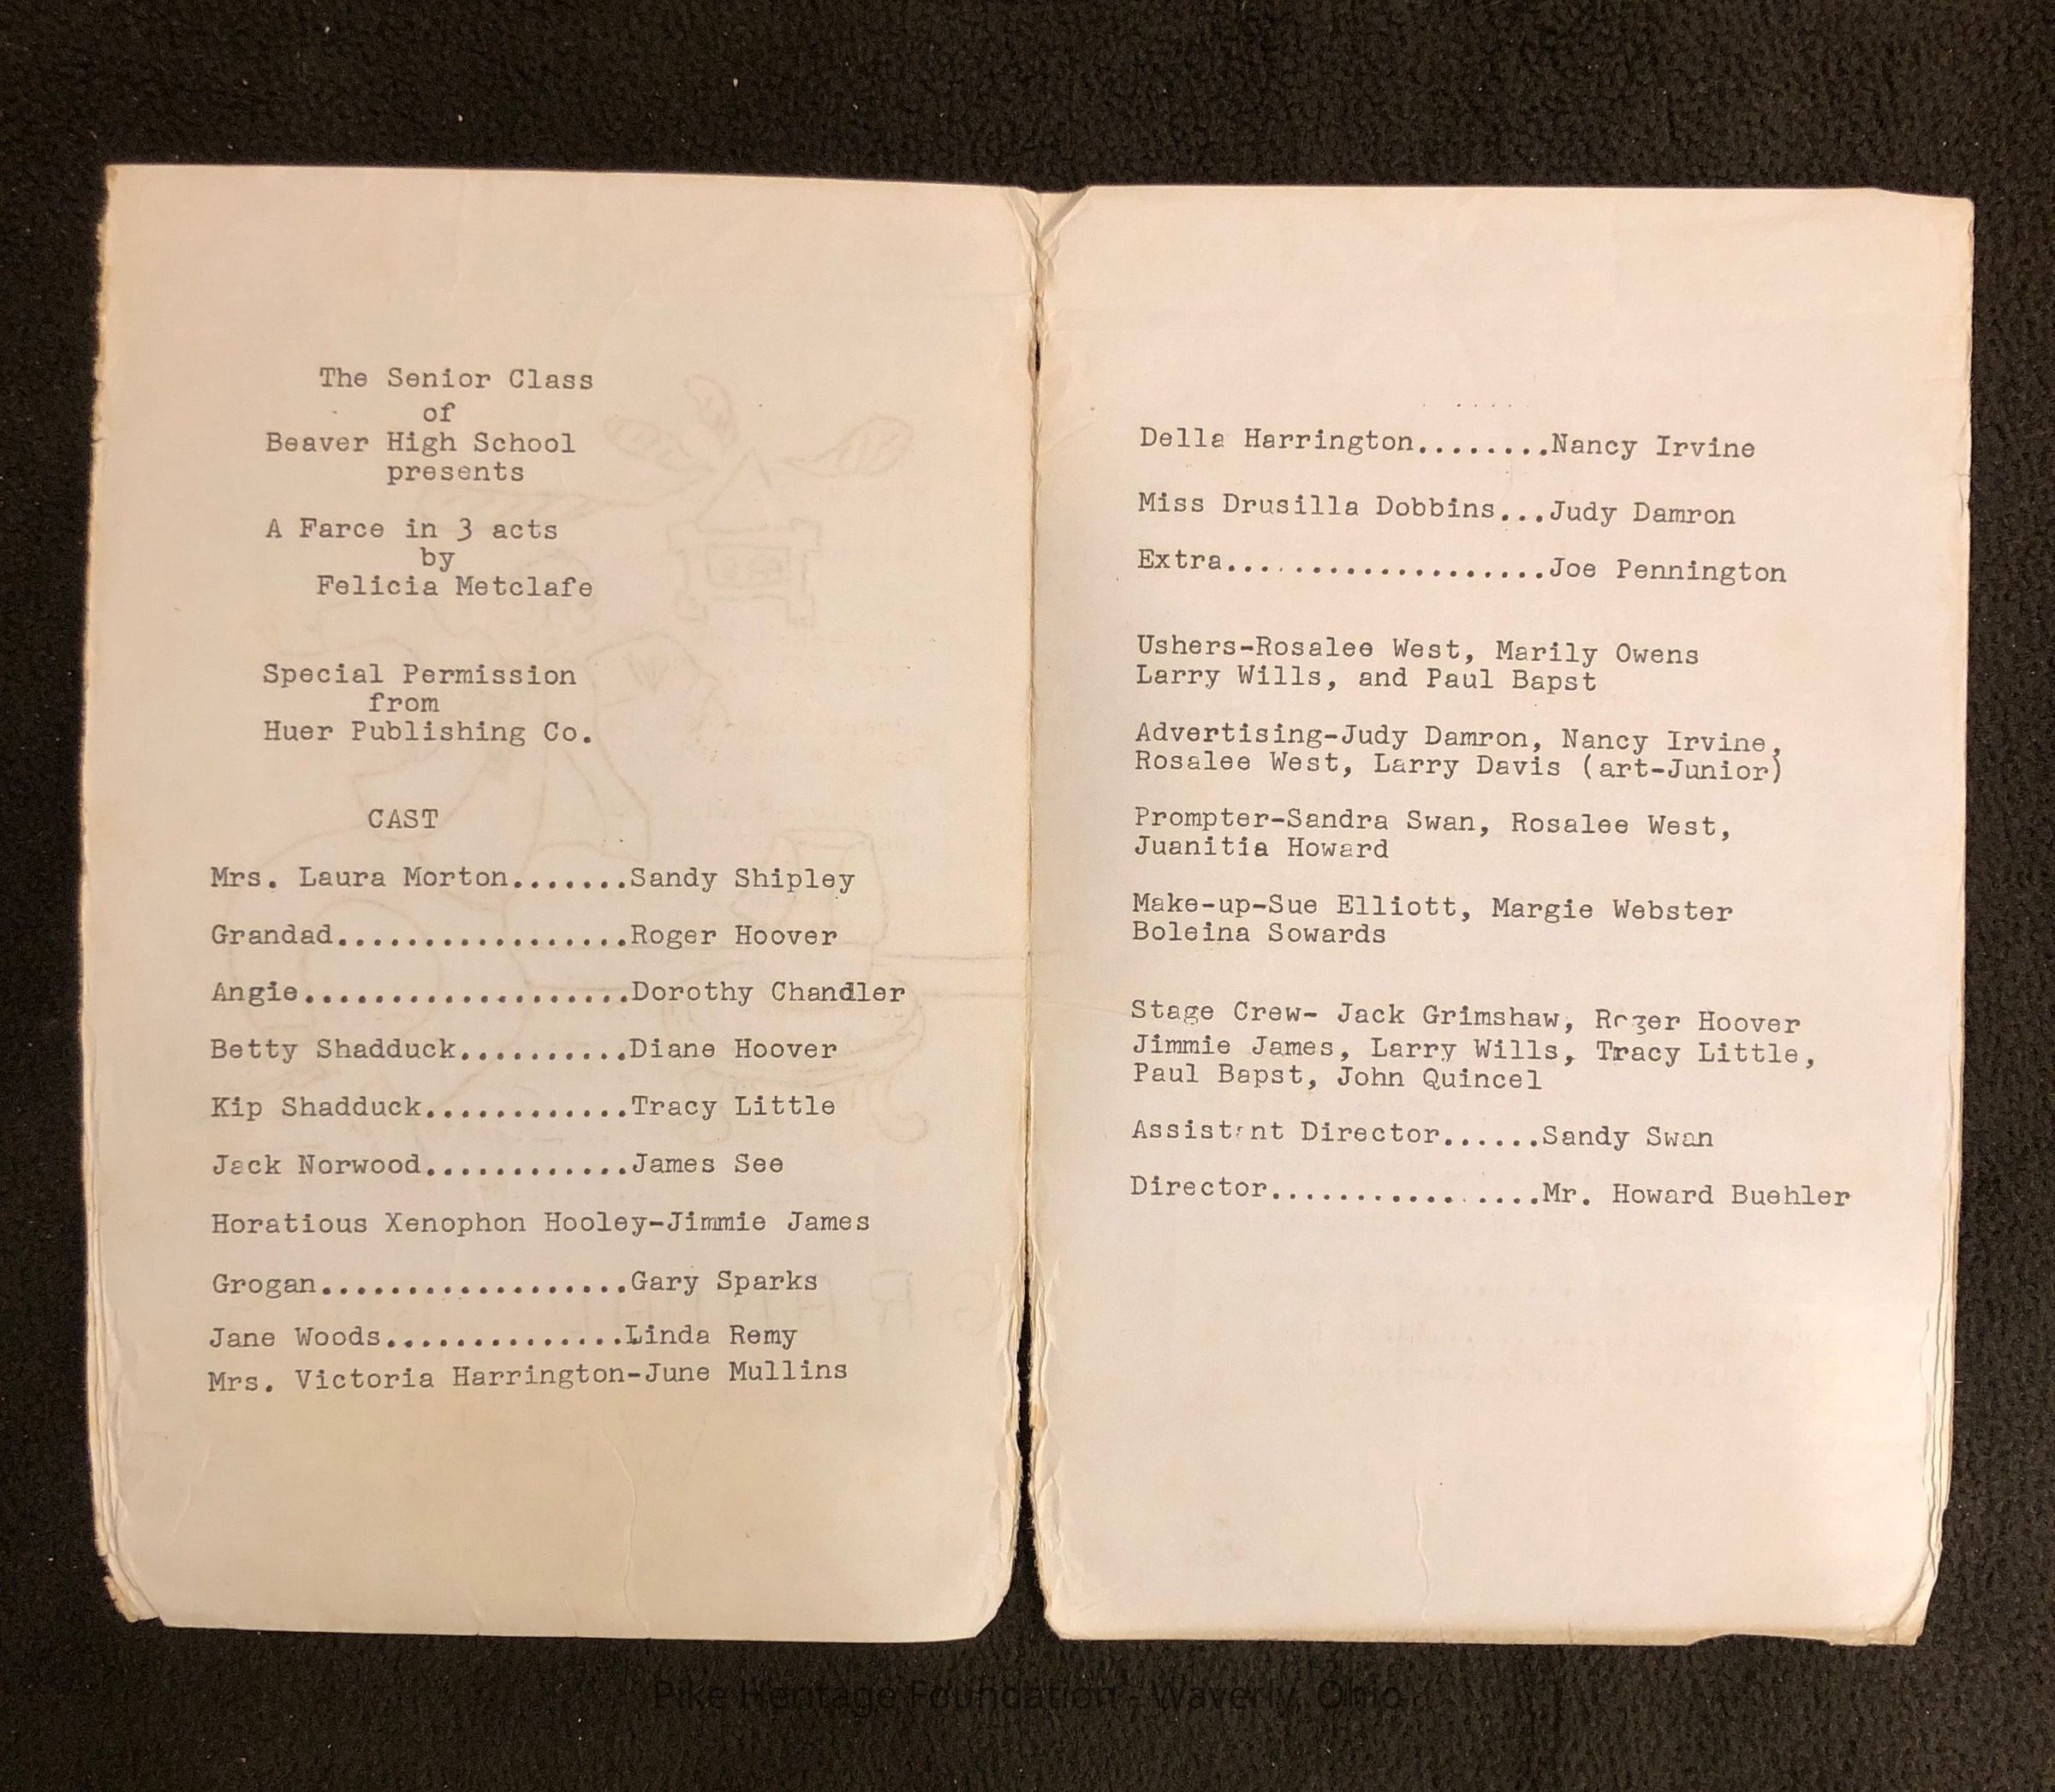 The Senior Class
of
Beaver High School
presents
A Farce in 3 acts
by
Felicia Metclafe
Special Permission
from
Huer Publishing Co.
CAST
Mrs. Laura Morton.......Sandy Shipley
Grandad.................Roger Hoover
Angie...................Dorothy Chandler
Betty Shadduck..........Diane Hoover
Kip Shadduck............Tracy Little
Jack Norwood............James See
Horatious Xenophon Hooley-Jimmie James
Grogan..................Gary Sparks
Jane Woods..............Linda Remy
Mrs. Victoria Harrington-June Mullins
Della Harrington........Nancy Irvine
Miss Drusilla Dobbins...Judy Damron
Extra...................Joe Pennington
Ushers-Rosalee West, Marily Owens
Larry Wills, and Paul Bapst
Advertising-Judy Damron, Nancy Irvine,
Rosalee West, Larry Davis (art-Junior)
Prompter-Sandra Swan, Rosalee West,
Juanitia Howard
Make-up-Sue Elliott, Margie Webster
Boleina Sowards
Stage Crew- Jack Grimshaw, Roger Hoover
Jimmie James, Larry Wills, Tracy Little,
Paul Bapst, John Quincel
Assistant Director......Sandy Swan
Director................Mr. Howard Buehler
Pike Heritage Foundation - Waverly, Ohio